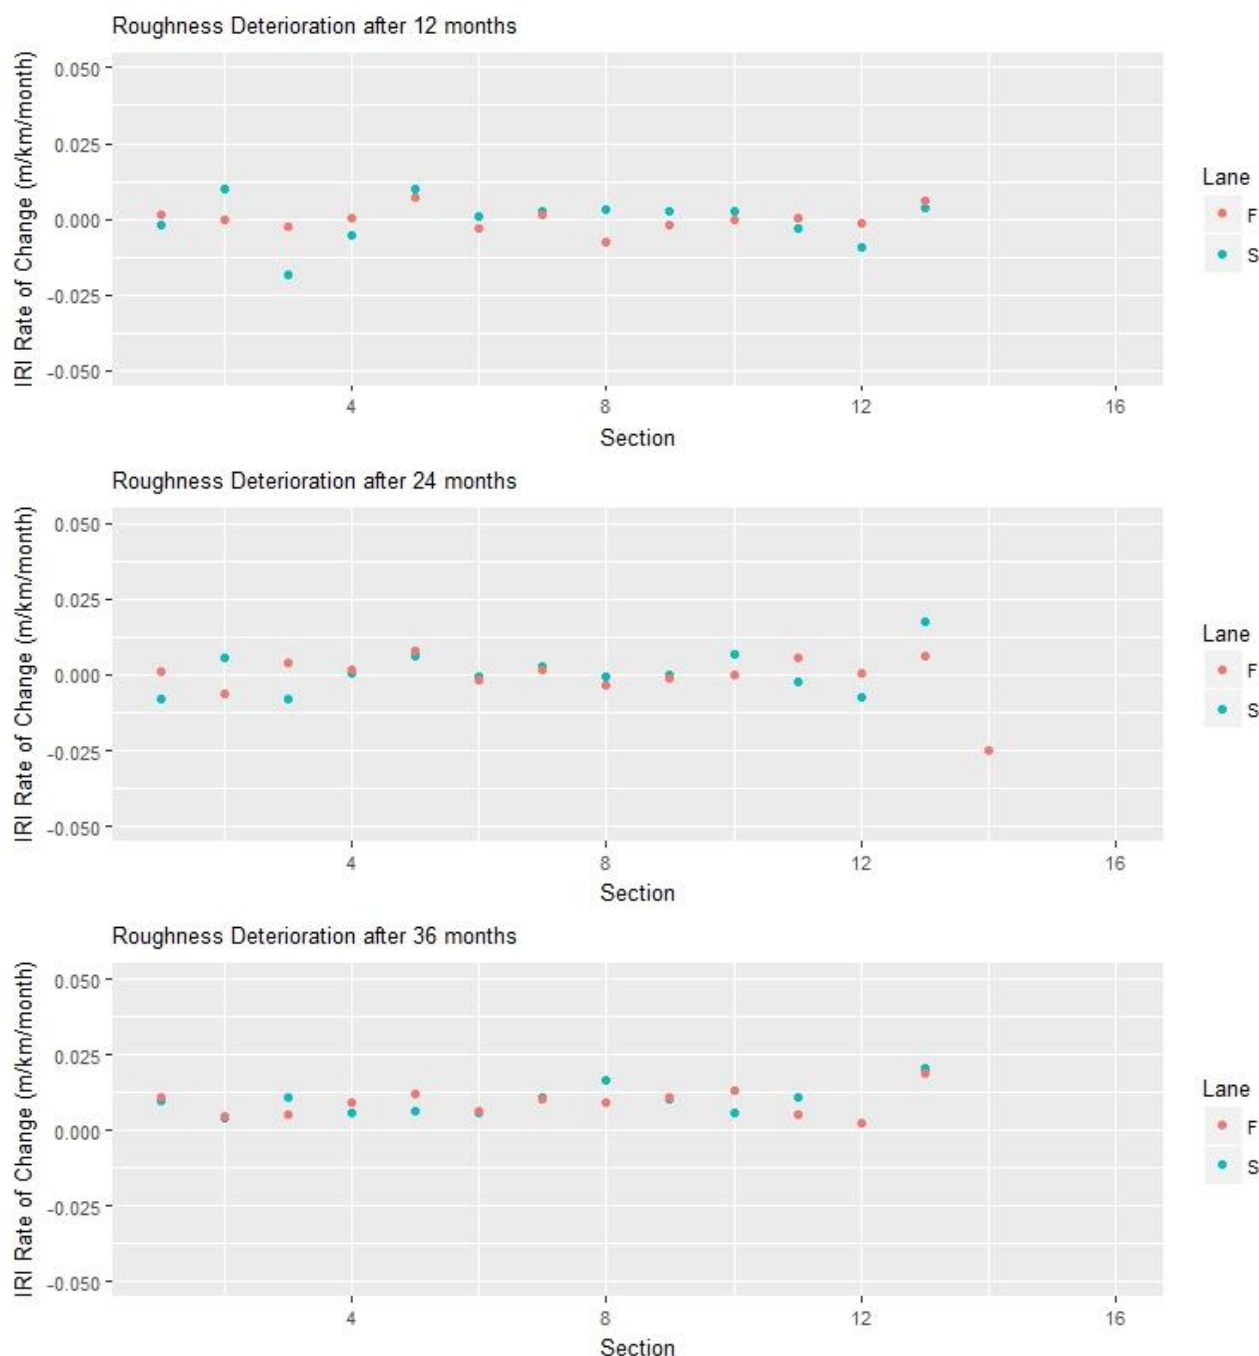 Roughness Deterioration after 12 months
IRI Rate of Change (m/km/month)
0.050
0.025
0.000
-0.025
-0.050
4 8 12 16
Section
Lane
F
S
Roughness Deterioration after 24 months
IRI Rate of Change (m/km/month)
0.050
0.025
0.000
-0.025
-0.050
4 8 12 16
Section
Lane
F
S
Roughness Deterioration after 36 months
IRI Rate of Change (m/km/month)
0.050
0.025
0.000
-0.025
-0.050
4 8 12 16
Section
Lane
F
S